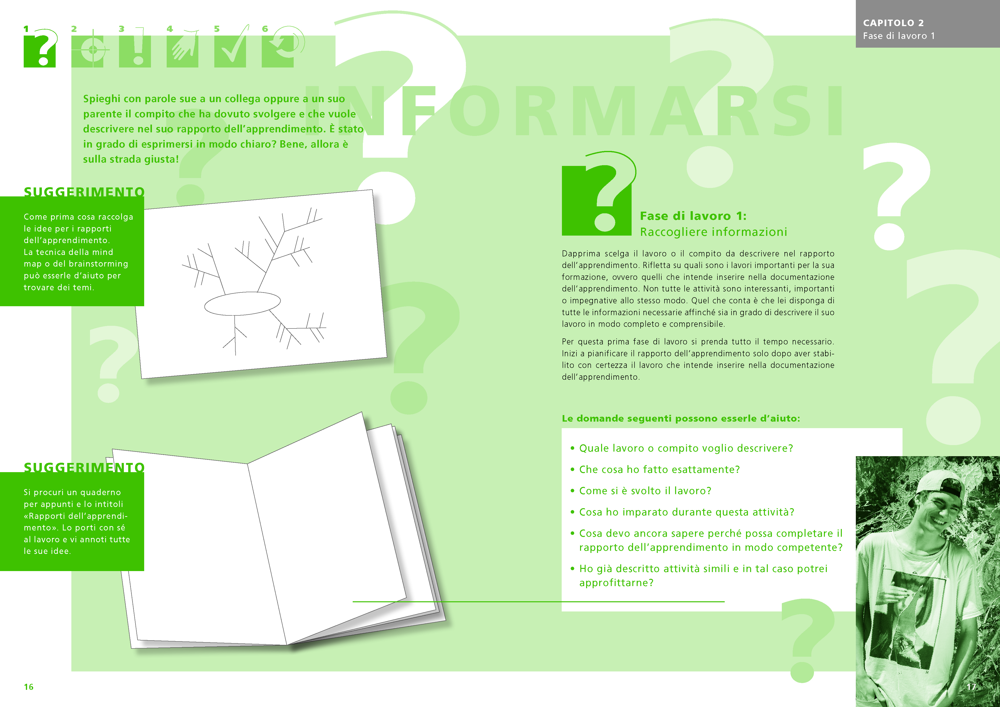 1 2 3 4 5 6
CAPITOLO 2
Fase di lavoro 1
INFORMARSI
Spieghi con parole sue a un collega oppure a un suo
parente il compito che ha dovuto svolgere e che vuole
descrivere nel suo rapporto dell’apprendimento. È stato
in grado di esprimersi in modo chiaro? Bene, allora è
sulla strada giusta!
SUGGERIMENTO
Come prima cosa raccolga
le idee per i rapporti
dell’apprendimento.
La tecnica della mind
map o del brainstorming
può esserle d’aiuto per
trovare dei temi.
SUGGERIMENTO
Si procuri un quaderno
per appunti e lo intitoli
«Rapporti dell’apprendi-
mento». Lo porti con sé
al lavoro e vi annoti tutte
le sue idee.
16
Fase di lavoro 1:
Raccogliere informazioni
Dapprima scelga il lavoro o il compito da descrivere nel rapporto
dell’apprendimento. Rifletta su quali sono i lavori importanti per la sua
formazione, ovvero quelli che intende inserire nella documentazione
dell’apprendimento. Non tutte le attività sono interessanti, importanti
o impegnative allo stesso modo. Quel che conta è che lei disponga di
tutte le informazioni necessarie affinché sia in grado di descrivere il suo
lavoro in modo completo e comprensibile.
Per questa prima fase di lavoro si prenda tutto il tempo necessario.
Inizi a pianificare il rapporto dell’apprendimento solo dopo aver stabi-
lito con certezza il lavoro che intende inserire nella documentazione
dell’apprendimento.
Le domande seguenti possono esserle d’aiuto:
• Quale lavoro o compito voglio descrivere?
• Che cosa ho fatto esattamente?
• Come si è svolto il lavoro?
• Cosa ho imparato durante questa attività?
• Cosa devo ancora sapere perché possa completare il
rapporto dell’apprendimento in modo competente?
• Ho già descritto attività simili e in tal caso potrei
approfittarne?
17